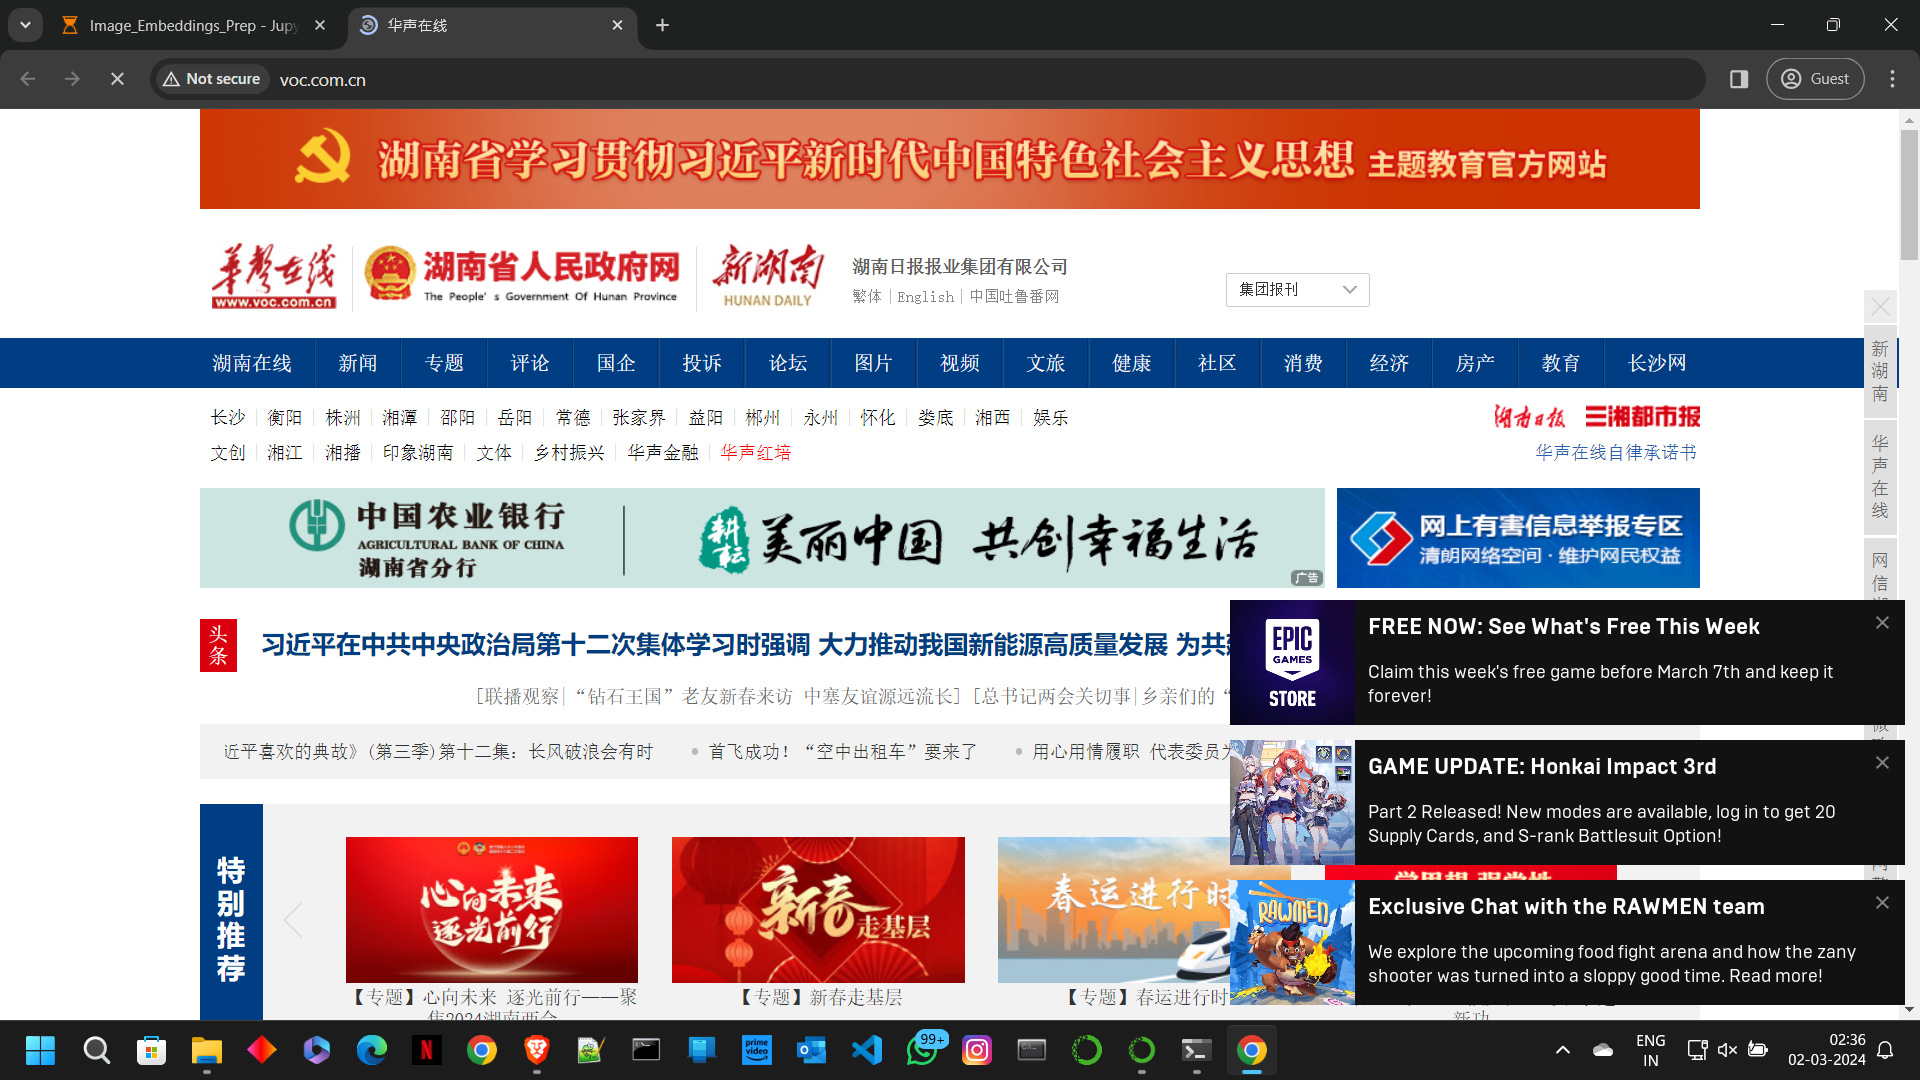 Image_Embeddings_Prep - Jupy
华声在线
Not secure
voc.com.cn
Guest
湖南省学习贯彻习近平新时代中国特色社会主义思想 主题教育官方网站
华声在线
www.voc.com.cn
湖南省人民政府网
The People's Government Of Hunan Province
新湖南
HUNAN DAILY
湖南日报报业集团有限公司
繁体 | English | 中国吐鲁番网
集团报刊
湖南在线 新闻 专题 评论 国企 投诉 论坛 图片 视频 文旅 健康 社区 消费 经济 房产 教育 长沙网
长沙 衡阳 株洲 湘潭 邵阳 岳阳 常德 张家界 益阳 郴州 永州 怀化 娄底 湘西 娱乐
湖南日报 三湘都市报
文创 湘江 湘播 印象湖南 文体 乡村振兴 华声金融 华声红培
华声在线自律承诺书
新湖南
华声在线
网信
中国农业银行
AGRICULTURAL BANK OF CHINA
湖南省分行
耕耘 美丽中国 共创幸福生活
广告
网上有害信息举报专区
清朗网络空间·维护网民权益
头条
习近平在中共中央政治局第十二次集体学习时强调 大力推动我国新能源高质量发展 为共
[联播观察|“钻石王国”老友新春来访 中塞友谊源远流长] [总书记两会关切事|乡亲们的“
近平喜欢的典故》(第三季)第十二集：长风破浪会有时
首飞成功！“空中出租车”要来了
用心用情履职 代表委员为
特别推荐
心向未来
逐光前行
新春
走基层
春运进行时
【专题】心向未来 逐光前行——聚
焦2024湖南两会
【专题】新春走基层
【专题】春运进行时
新功
EPIC
GAMES
STORE
FREE NOW: See What's Free This Week
Claim this week's free game before March 7th and keep it
forever!
GAME UPDATE: Honkai Impact 3rd
Part 2 Released! New modes are available, log in to get 20
Supply Cards, and S-rank Battlesuit Option!
RAWMEN
Exclusive Chat with the RAWMEN team
We explore the upcoming food fight arena and how the zany
shooter was turned into a sloppy good time. Read more!
prime
video
99+
ENG
IN
02:36
02-03-2024